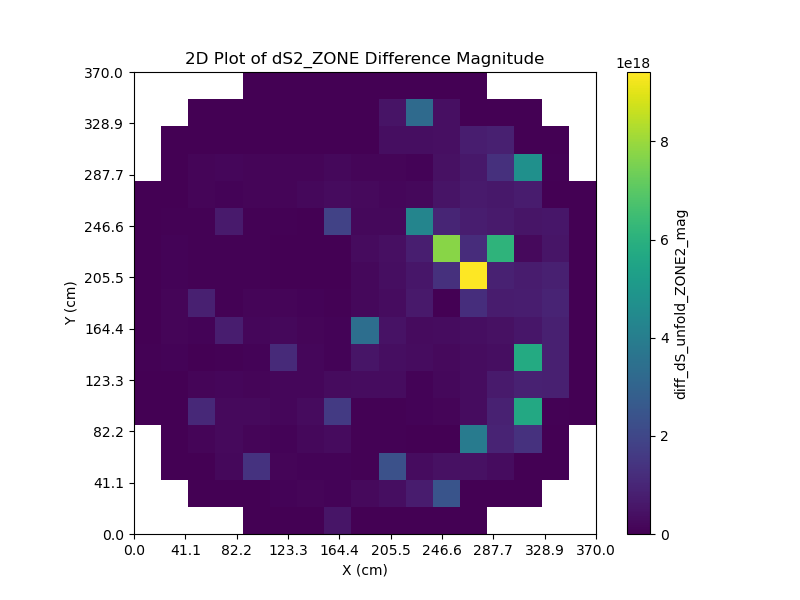 2D Plot of dS2_ZONE Difference Magnitude
1e18
370.0
328.9
287.7
246.6
205.5
164.4
123.3
82.2
41.1
0.0
Y (cm)
0.0 41.1 82.2 123.3 164.4 205.5 246.6 287.7 328.9 370.0
X (cm)
8
6
4
2
0
diff_dS_unfold_ZONE2_mag